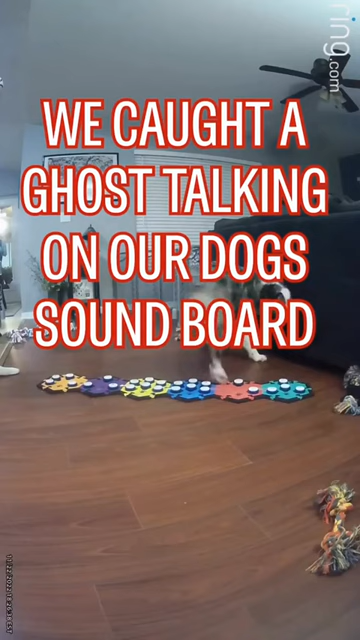 WE CAUGHT A
GHOST TALKING
ON OUR DOGS
SOUND BOARD
ring.com